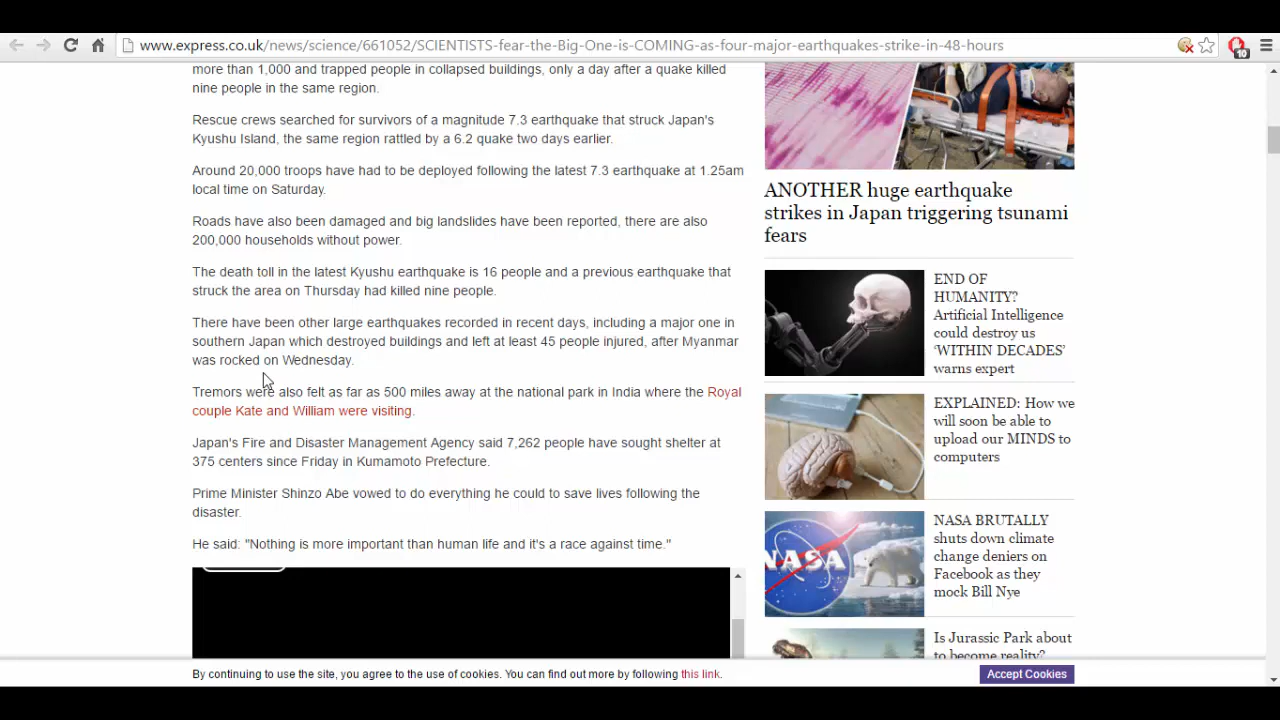 www.express.co.uk/news/science/661052/SCIENTISTS-fear-the-Big-One-is-COMING-as-four-major-earthquakes-strike-in-48-hours
10
more than 1,000 and trapped people in collapsed buildings, only a day after a quake killed
nine people in the same region.
Rescue crews searched for survivors of a magnitude 7.3 earthquake that struck Japan's
Kyushu Island, the same region rattled by a 6.2 quake two days earlier.
Around 20,000 troops have had to be deployed following the latest 7.3 earthquake at 1.25am
local time on Saturday.
Roads have also been damaged and big landslides have been reported, there are also
200,000 households without power.
The death toll in the latest Kyushu earthquake is 16 people and a previous earthquake that
struck the area on Thursday had killed nine people.
There have been other large earthquakes recorded in recent days, including a major one in
southern Japan which destroyed buildings and left at least 45 people injured, after Myanmar
was rocked on Wednesday.
Tremors were also felt as far as 500 miles away at the national park in India where the Royal
couple Kate and William were visiting.
Japan's Fire and Disaster Management Agency said 7,262 people have sought shelter at
375 centers since Friday in Kumamoto Prefecture.
Prime Minister Shinzo Abe vowed to do everything he could to save lives following the
disaster.
He said: "Nothing is more important than human life and it's a race against time."
ANOTHER huge earthquake
strikes in Japan triggering tsunami
fears
END OF
HUMANITY?
Artificial Intelligence
could destroy us
‘WITHIN DECADES’
warns expert
EXPLAINED: How we
will soon be able to
upload our MINDS to
computers
NASA
NASA BRUTALLY
shuts down climate
change deniers on
Facebook as they
mock Bill Nye
Is Jurassic Park about
to become reality?
By continuing to use the site, you agree to the use of cookies. You can find out more by following this link.
Accept Cookies